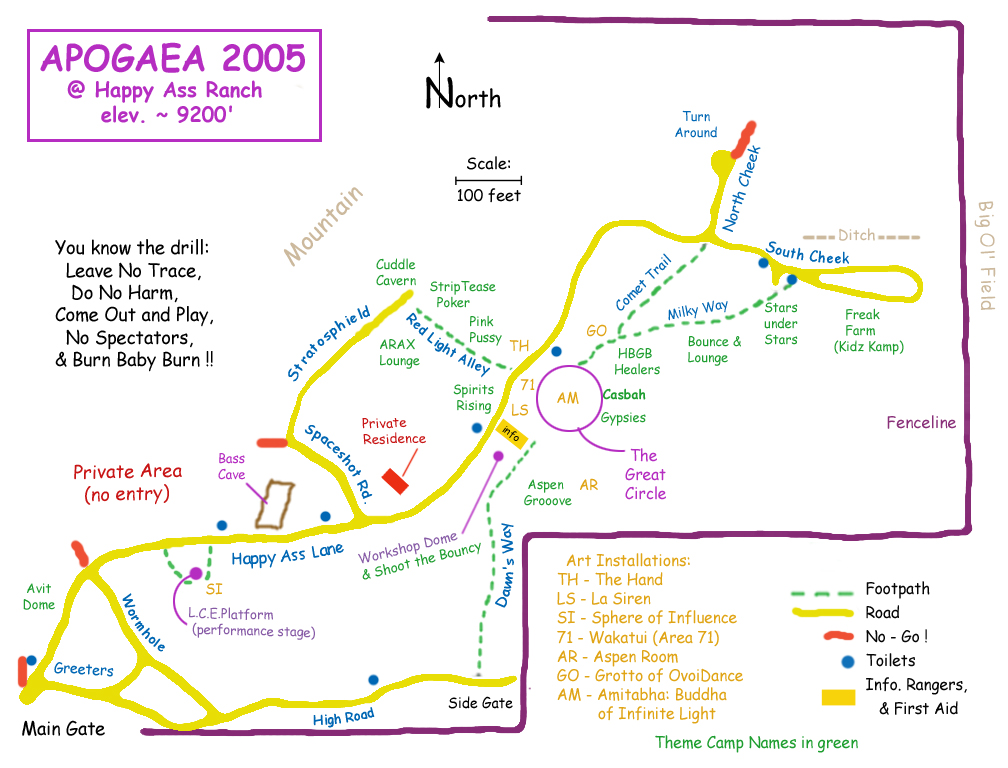 APOGAEA 2005
@ Happy Ass Ranch
elev. ~ 9200'
North
Scale:
100 feet
Turn
Around
North Cheek
Mountain
Big Ol' Field
You know the drill:
Leave No Trace,
Do No Harm,
Come Out and Play,
No Spectators,
& Burn Baby Burn !!
Ditch
South Cheek
Cuddle
Cavern
StripTease
Poker
Comet Trail
Milky Way
Stratosphield
Red Light Alley
Pink
Pussy
ARAX
Lounge
TH
GO
Stars
under
Stars
Freak
Farm
(Kidz Kamp)
HBGB
Healers
Bounce &
Lounge
Spirits
Rising
71
LS
AM
Casbah
Gypsies
info
Fenceline
Private
Residence
Spaceshot Rd.
The
Great
Circle
Private Area
(no entry)
Bass
Cave
Aspen
Grooove
AR
Happy Ass Lane
Workshop Dome
& Shoot the Bouncy
Dawn's Way
Avit
Dome
SI
Wormhole
L.C.E.Platform
(performance stage)
Greeters
Main Gate
High Road
Side Gate
Art Installations:
TH - The Hand
LS - La Siren
SI - Sphere of Influence
71 - Wakatui (Area 71)
AR - Aspen Room
GO - Grotto of OvoiDance
AM - Amitabha: Buddha
of Infinite Light
Footpath
Road
No - Go !
Toilets
Info. Rangers,
& First Aid
Theme Camp Names in green